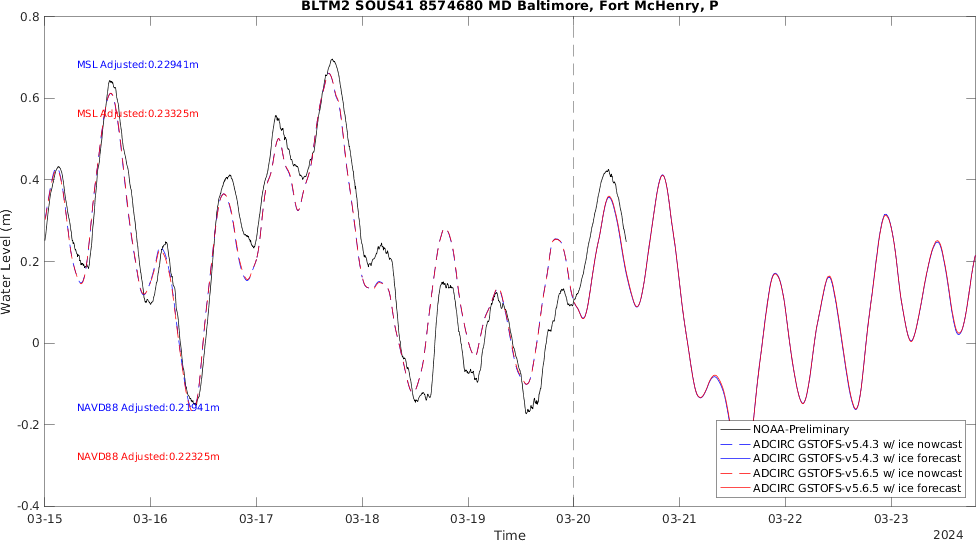 BLTM2 SOUS41 8574680 MD Baltimore, Fort McHenry, P
0.8
0.6
0.4
0.2
0
-0.2
-0.4
Water Level (m)
MSL Adjusted:0.22941m
MSL Adjusted:0.23325m
NAVD88 Adjusted:0.21941m
NAVD88 Adjusted:0.22325m
NOAA-Preliminary
ADCIRC GSTOFS-v5.4.3 w/ ice nowcast
ADCIRC GSTOFS-v5.4.3 w/ ice forecast
ADCIRC GSTOFS-v5.6.5 w/ ice nowcast
ADCIRC GSTOFS-v5.6.5 w/ ice forecast
03-15 03-16 03-17 03-18 03-19 03-20 03-21 03-22 03-23
Time
2024